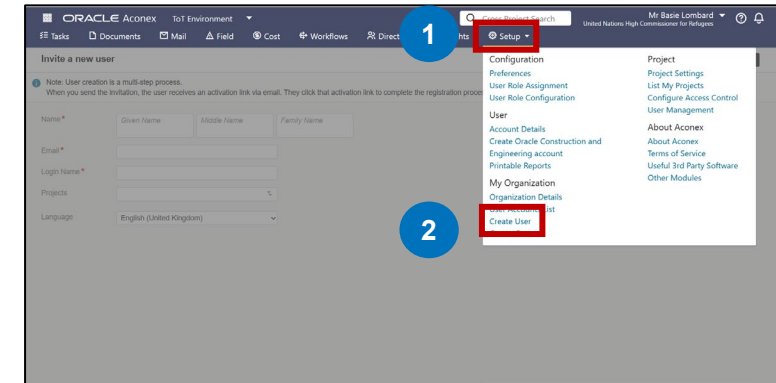 ORACLE Aconex ToT Environment
Cross Project Search
Mr Basie Lombard
United Nations High Commissioner for Refugees
Tasks Documents Mail Field Cost Workflows Direct hts Setup
1
Invite a new user
Note: User creation is a multi-step process.
When you send the invitation, the user receives an activation link via email. They click that activation link to complete the registration proce
Name*
Given Name
Middle Name
Family Name
Email*
Login Name*
Projects
Language
English (United Kingdom)
Configuration
Preferences
User Role Assignment
User Role Configuration
User
Account Details
Create Oracle Construction and
Engineering account
Printable Reports
My Organization
Organization Details
User Accounts List
Create User
2
Project
Project Settings
List My Projects
Configure Access Control
User Management
About Aconex
About Aconex
Terms of Service
Useful 3rd Party Software
Other Modules